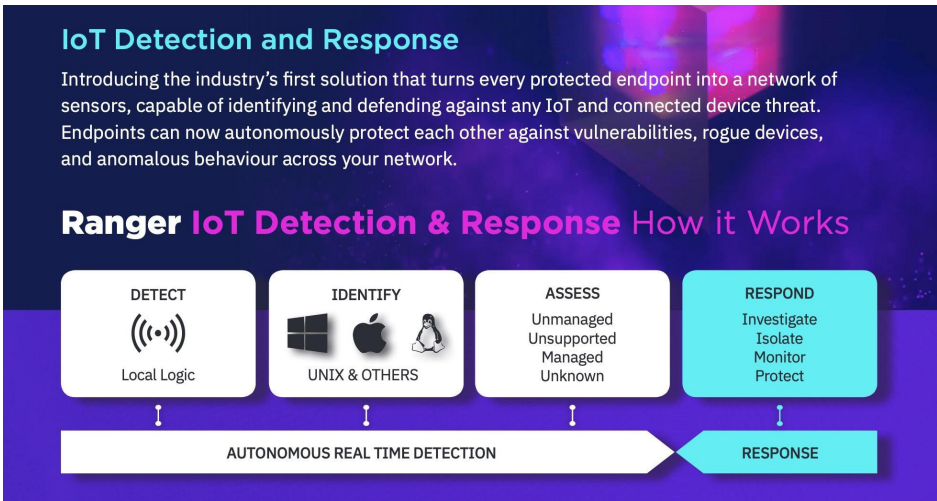 IoT Detection and Response
Introducing the industry’s first solution that turns every protected endpoint into a network of
sensors, capable of identifying and defending against any IoT and connected device threat.
Endpoints can now autonomously protect each other against vulnerabilities, rogue devices,
and anomalous behaviour across your network.
Ranger IoT Detection & Response How it Works
DETECT
Local Logic
IDENTIFY
UNIX & OTHERS
ASSESS
Unmanaged
Unsupported
Managed
Unknown
RESPOND
Investigate
Isolate
Monitor
Protect
AUTONOMOUS REAL TIME DETECTION
RESPONSE